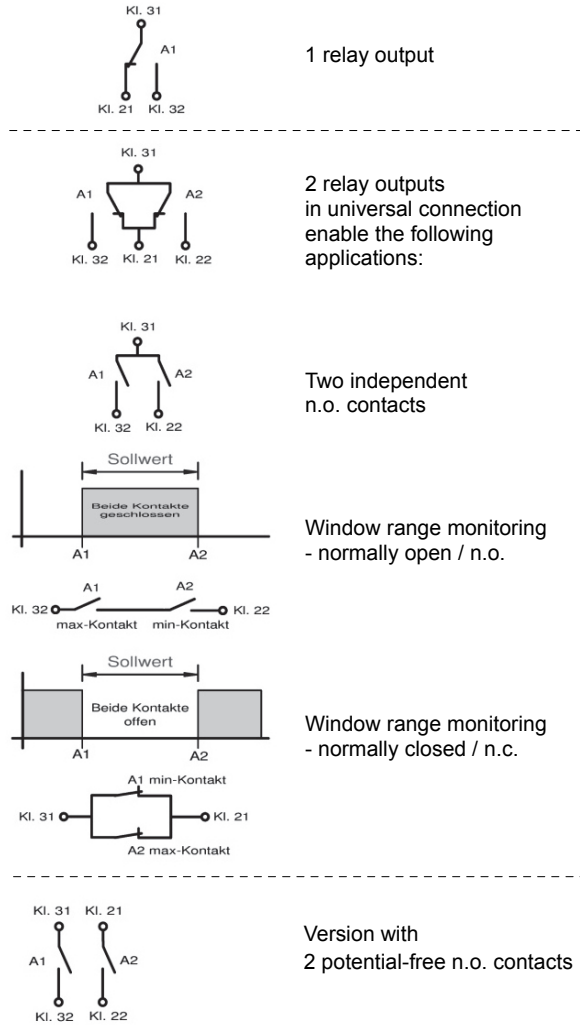 Kl. 31
A1
Kl. 21 Kl. 32
1 relay output
Kl. 31
A1 A2
Kl. 32 Kl. 21 Kl. 22
2 relay outputs
in universal connection
enable the following
applications:
Kl. 31
A1 A2
Kl. 32 Kl. 22
Two independent
n.o. contacts
Sollwert
Beide Kontakte
geschlossen
A1 A2
Window range monitoring
- normally open / n.o.
A1 A2
Kl. 32 Kl. 22
max-Kontakt min-Kontakt
Sollwert
Beide Kontakte
offen
A1 A2
Window range monitoring
- normally closed / n.c.
A1 min-Kontakt
Kl. 31 Kl. 21
A2 max-Kontakt
Kl. 31 Kl. 21
A1 A2
Kl. 32 Kl. 22
Version with
2 potential-free n.o. contacts